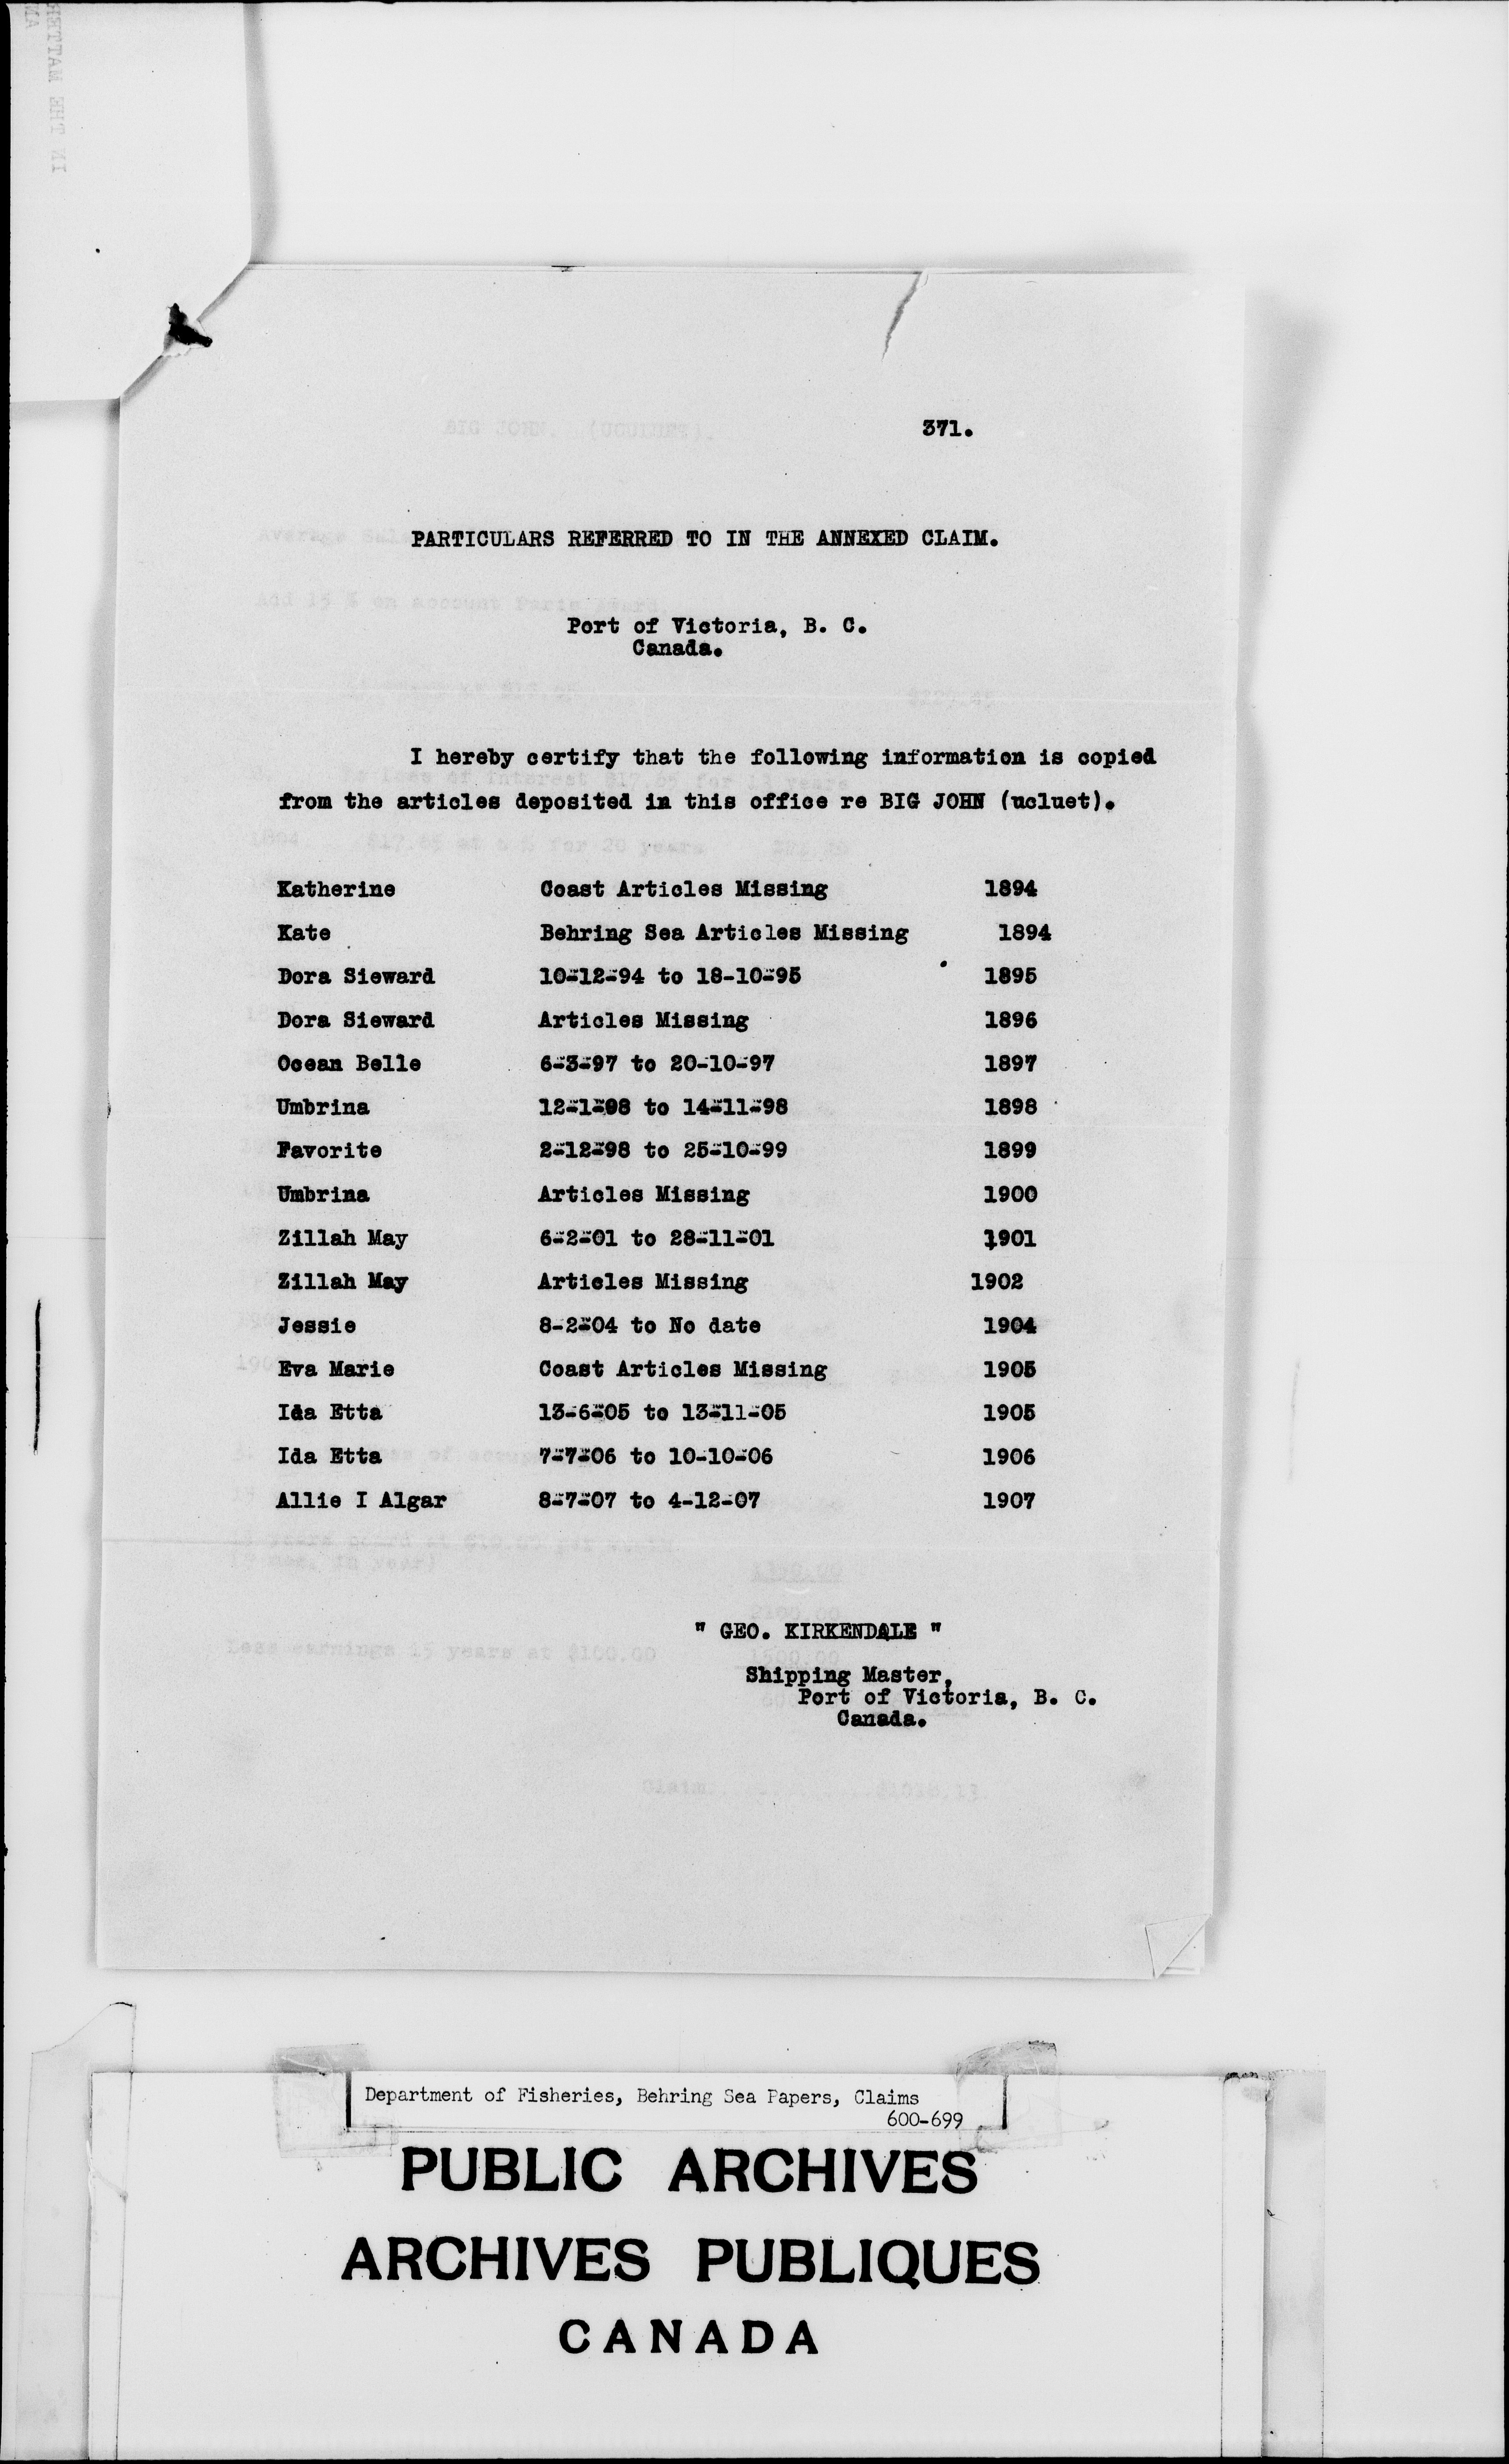 371.
PARTICULARS REFERRED TO IN THE ANNEXED CLAIM.
Port of Victoria, B. C.
Canada.
I hereby certify that the following information is copied
from the articles deposited in this office re BIG JOHN (ucluet).
Katherine Coast Articles Missing 1894
Kate Behring Sea Articles Missing 1894
Dora Sieward 10-12-94 to 18-10-95 1895
Dora Sieward Articles Missing 1896
Ocean Belle 6-3-97 to 20-10-97 1897
Umbrina 12-1-98 to 14-11-98 1898
Favorite 2-12-98 to 25-10-99 1899
Umbrina Articles Missing 1900
Zillah May 6-2-01 to 28-11-01 1901
Zillah May Articles Missing 1902
Jessie 8-2-04 to No date 1904
Eva Marie Coast Articles Missing 1905
Ida Etta 13-6-05 to 13-11-05 1905
Ida Etta 7-7-06 to 10-10-06 1906
Allie I Algar 8-7-07 to 4-12-07 1907
" GEO. KIRKENDALE "
Shipping Master,
Port of Victoria, B. C.
Canada.
Department of Fisheries, Behring Sea Papers, Claims
600-699
PUBLIC ARCHIVES
ARCHIVES PUBLIQUES
CANADA